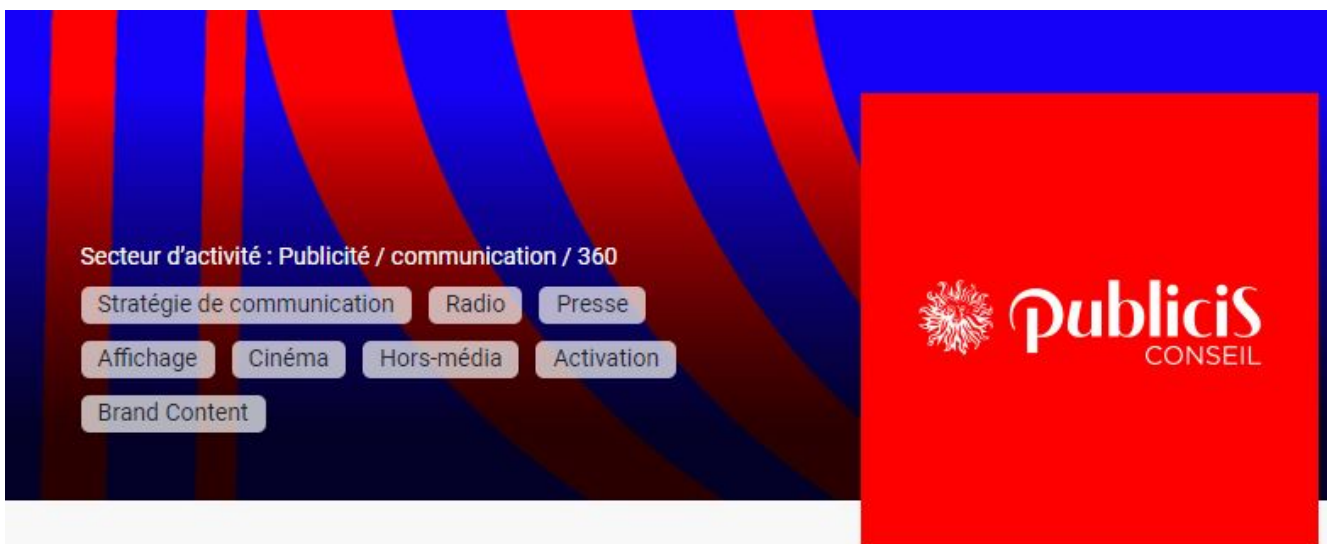 Secteur d'activité : Publicité / communication / 360
Stratégie de communication Radio Presse
Affichage Cinéma Hors-média Activation
Brand Content
Publicis
CONSEIL